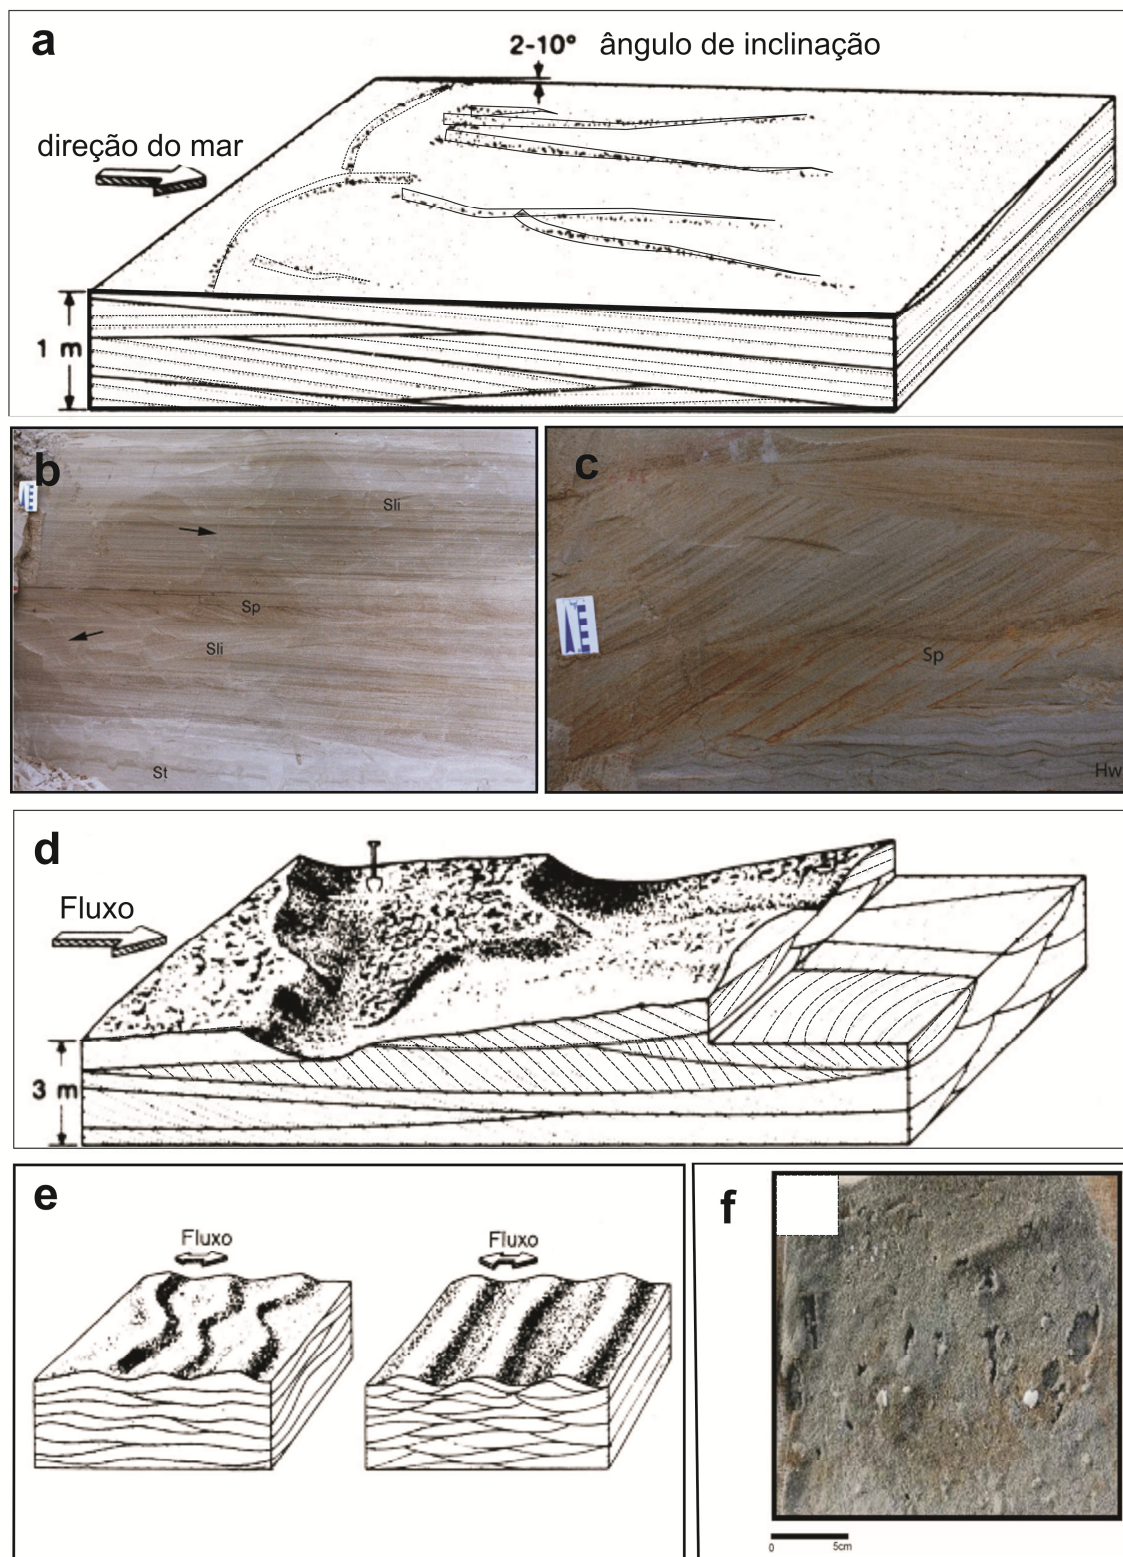 a
2-10° ângulo de inclinação
direção do mar
1 m
b
Sli
Sp
Sli
St
c
Sp
Hw
d
Fluxo
3 m
e
Fluxo
Fluxo
f
0 5cm